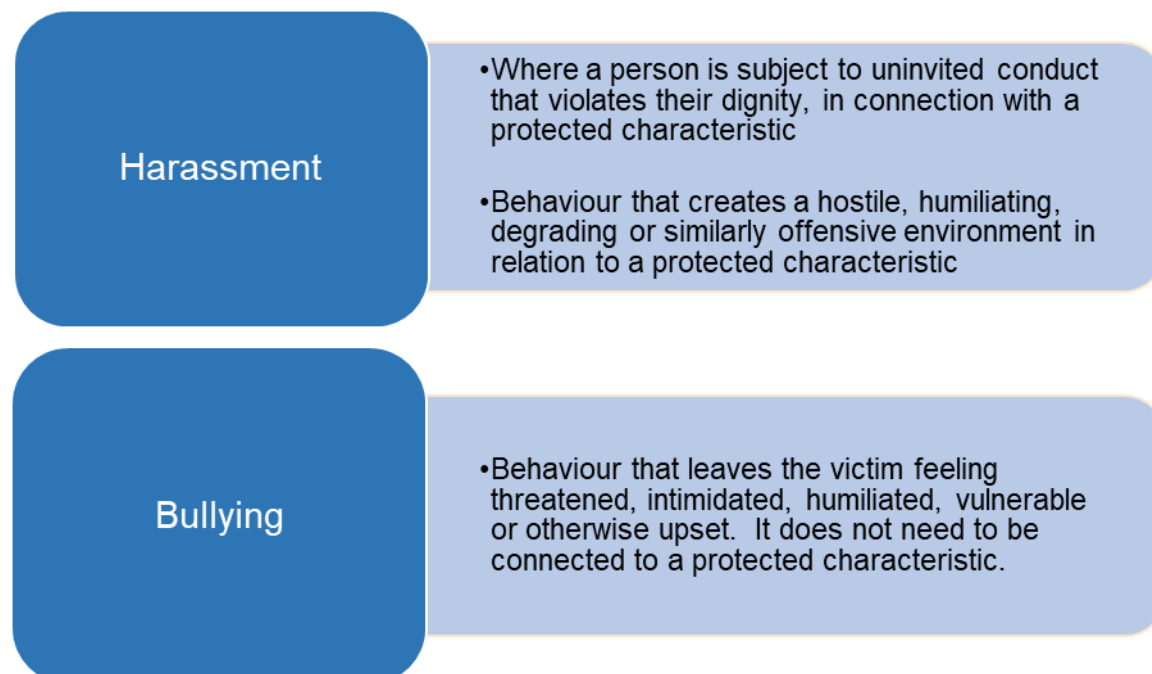 Harassment
•Where a person is subject to uninvited conduct
that violates their dignity, in connection with a
protected characteristic
•Behaviour that creates a hostile, humiliating,
degrading or similarly offensive environment in
relation to a protected characteristic
Bullying
•Behaviour that leaves the victim feeling
threatened, intimidated, humiliated, vulnerable
or otherwise upset.  It does not need to be
connected to a protected characteristic.